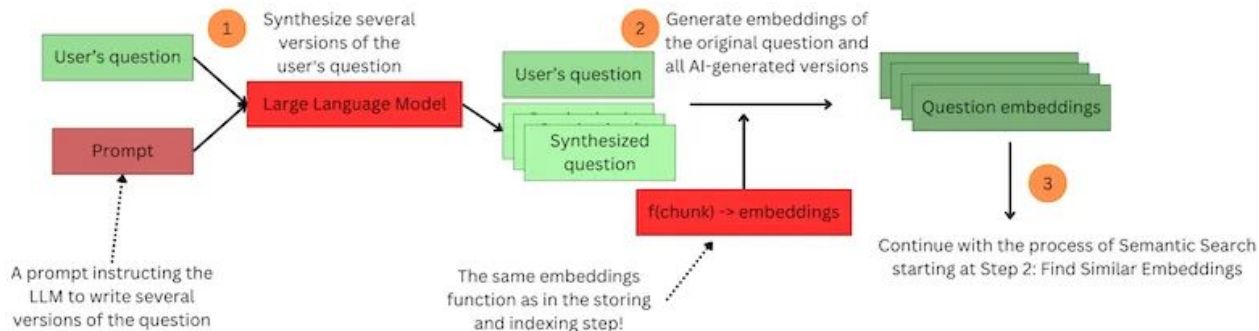 1
Synthesize several
versions of the
user's question
2
Generate embeddings of
the original question and
all AI-generated versions
User's question
Large Language Model
Prompt
User's question
Synthesized
question
Question embeddings
f(chunk) -> embeddings
3
A prompt instructing the
LLM to write several
versions of the question
The same embeddings
function as in the storing
and indexing step!
Continue with the process of Semantic Search
starting at Step 2: Find Similar Embeddings